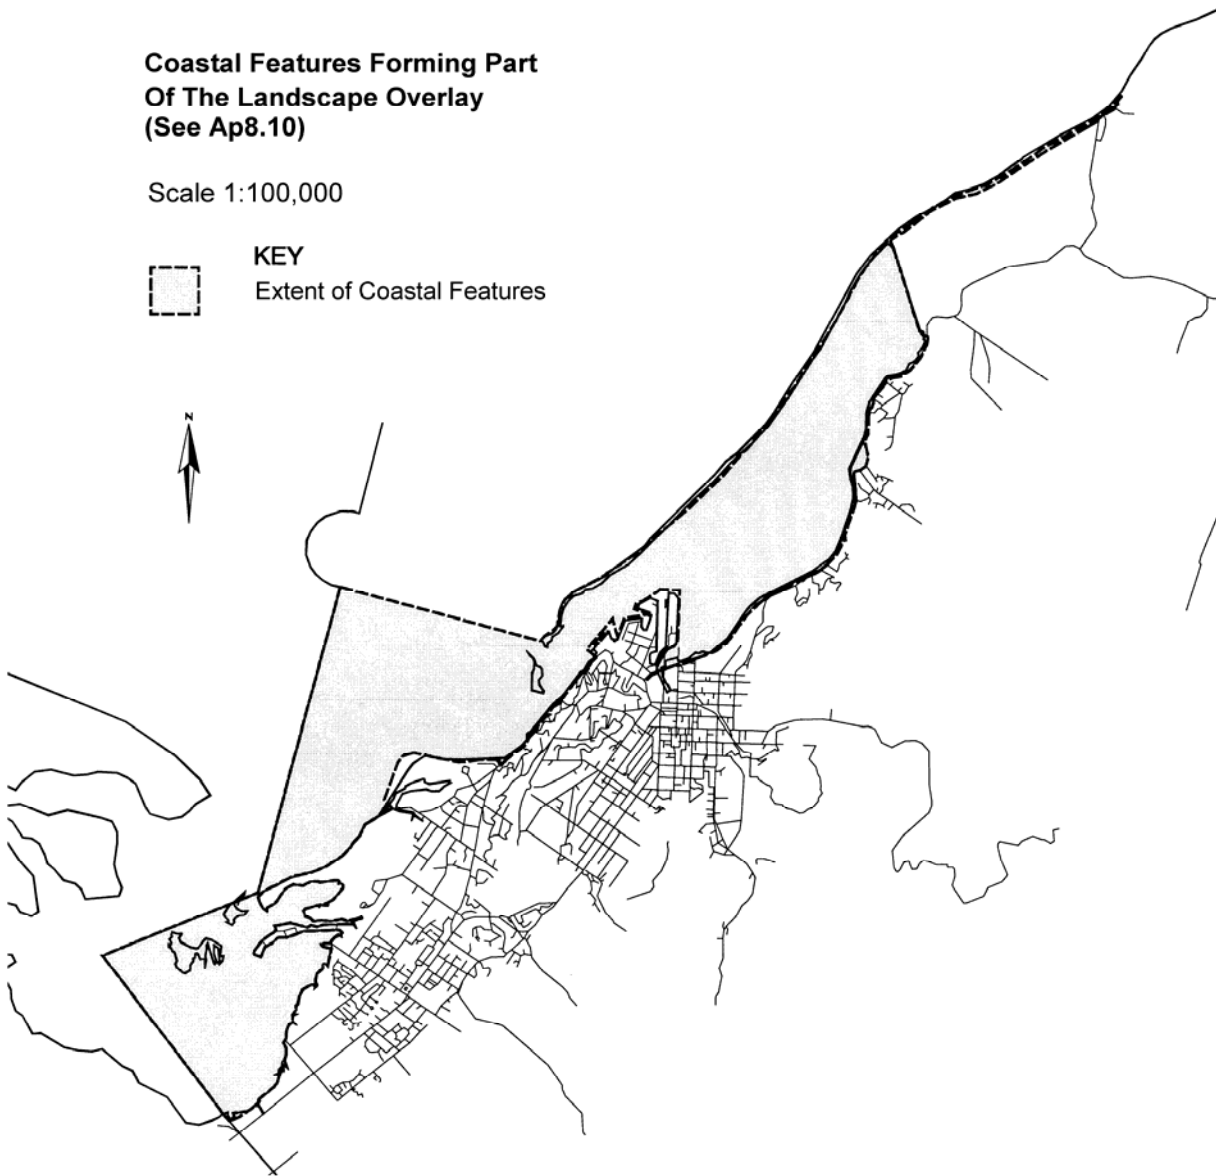 Coastal Features Forming Part
Of The Landscape Overlay
(See Ap8.10)
Scale 1:100,000
KEY
Extent of Coastal Features
N